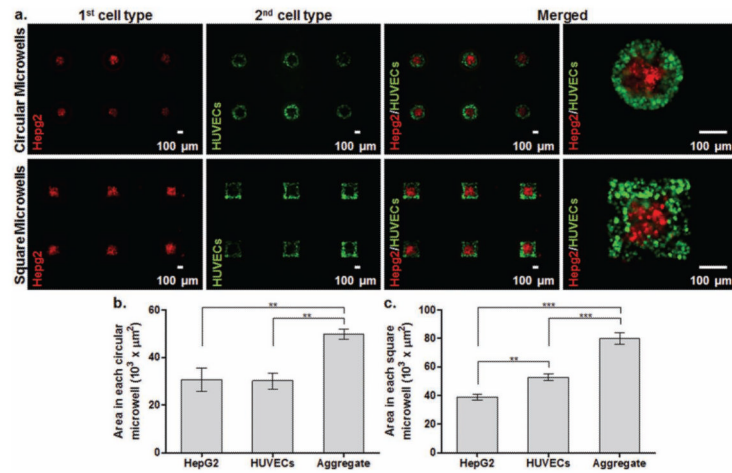 a.
1st cell type
2nd cell type
Merged
Circular Microwells
Hepg2
100 µm
HUVECs
100 µm
Hepg2/HUVECs
100 µm
Hepg2/HUVECs
100 µm
Square Microwells
Hepg2
100 µm
HUVECs
100 µm
Hepg2/HUVECs
100 µm
Hepg2/HUVECs
100 µm
b.
Area in each circular
microwell (10³ x µm²)
60
40
20
0
**
**
HepG2
HUVECs
Aggregate
c.
Area in each square
microwell (10³ x µm²)
100
80
60
40
20
0
***
***
**
HepG2
HUVECs
Aggregate